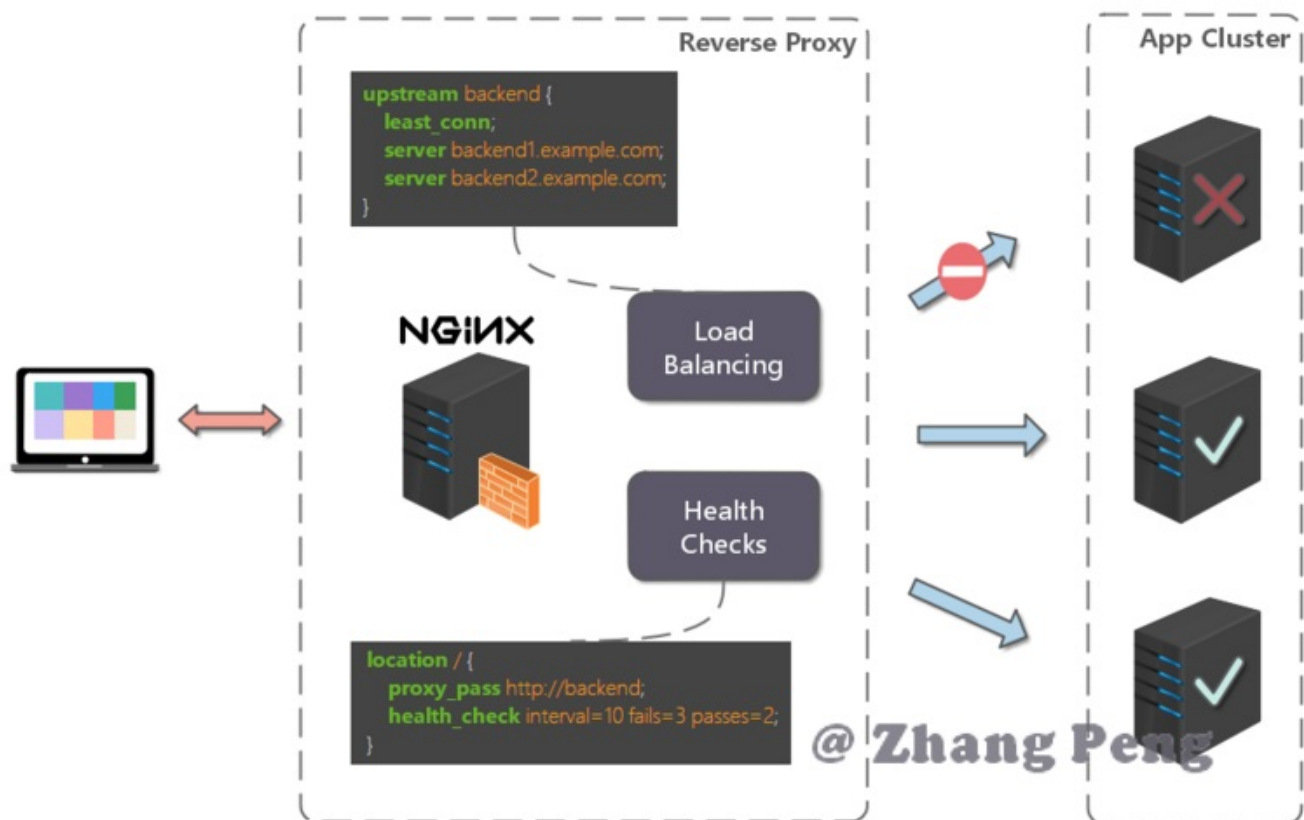 Reverse Proxy
App Cluster
upstream backend {
least_conn;
server backend1.example.com;
server backend2.example.com;
}
NGiNX
Load
Balancing
Health
Checks
location / {
proxy_pass http://backend;
health_check interval=10 fails=3 passes=2;
}
@ Zhang Peng